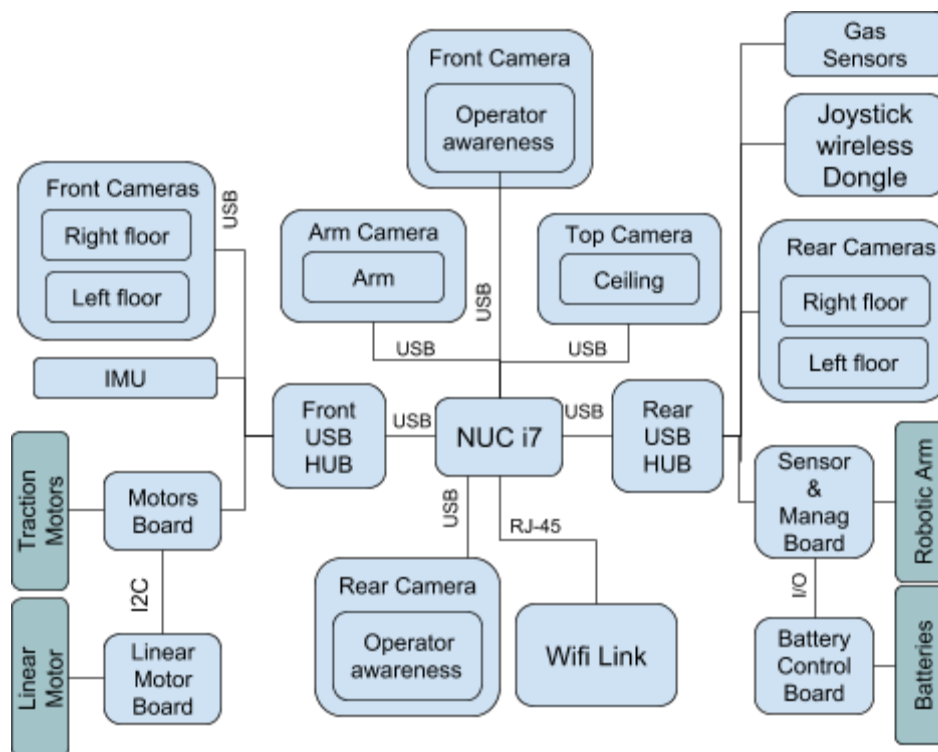 Front Camera
Operator
awareness
Gas
Sensors
Joystick
wireless
Dongle
Front Cameras
Right floor
Left floor
USB
Arm Camera
Arm
Top Camera
Ceiling
Rear Cameras
Right floor
Left floor
USB
USB
USB
IMU
Front
USB
HUB
USB
NUC i7
USB
Rear
USB
HUB
Traction
Motors
Motors
Board
USB
RJ-45
Sensor
&
Manag
Board
Robotic Arm
I2C
I/O
Linear
Motor
Linear
Motor
Board
Rear Camera
Operator
awareness
Wifi Link
Battery
Control
Board
Batteries